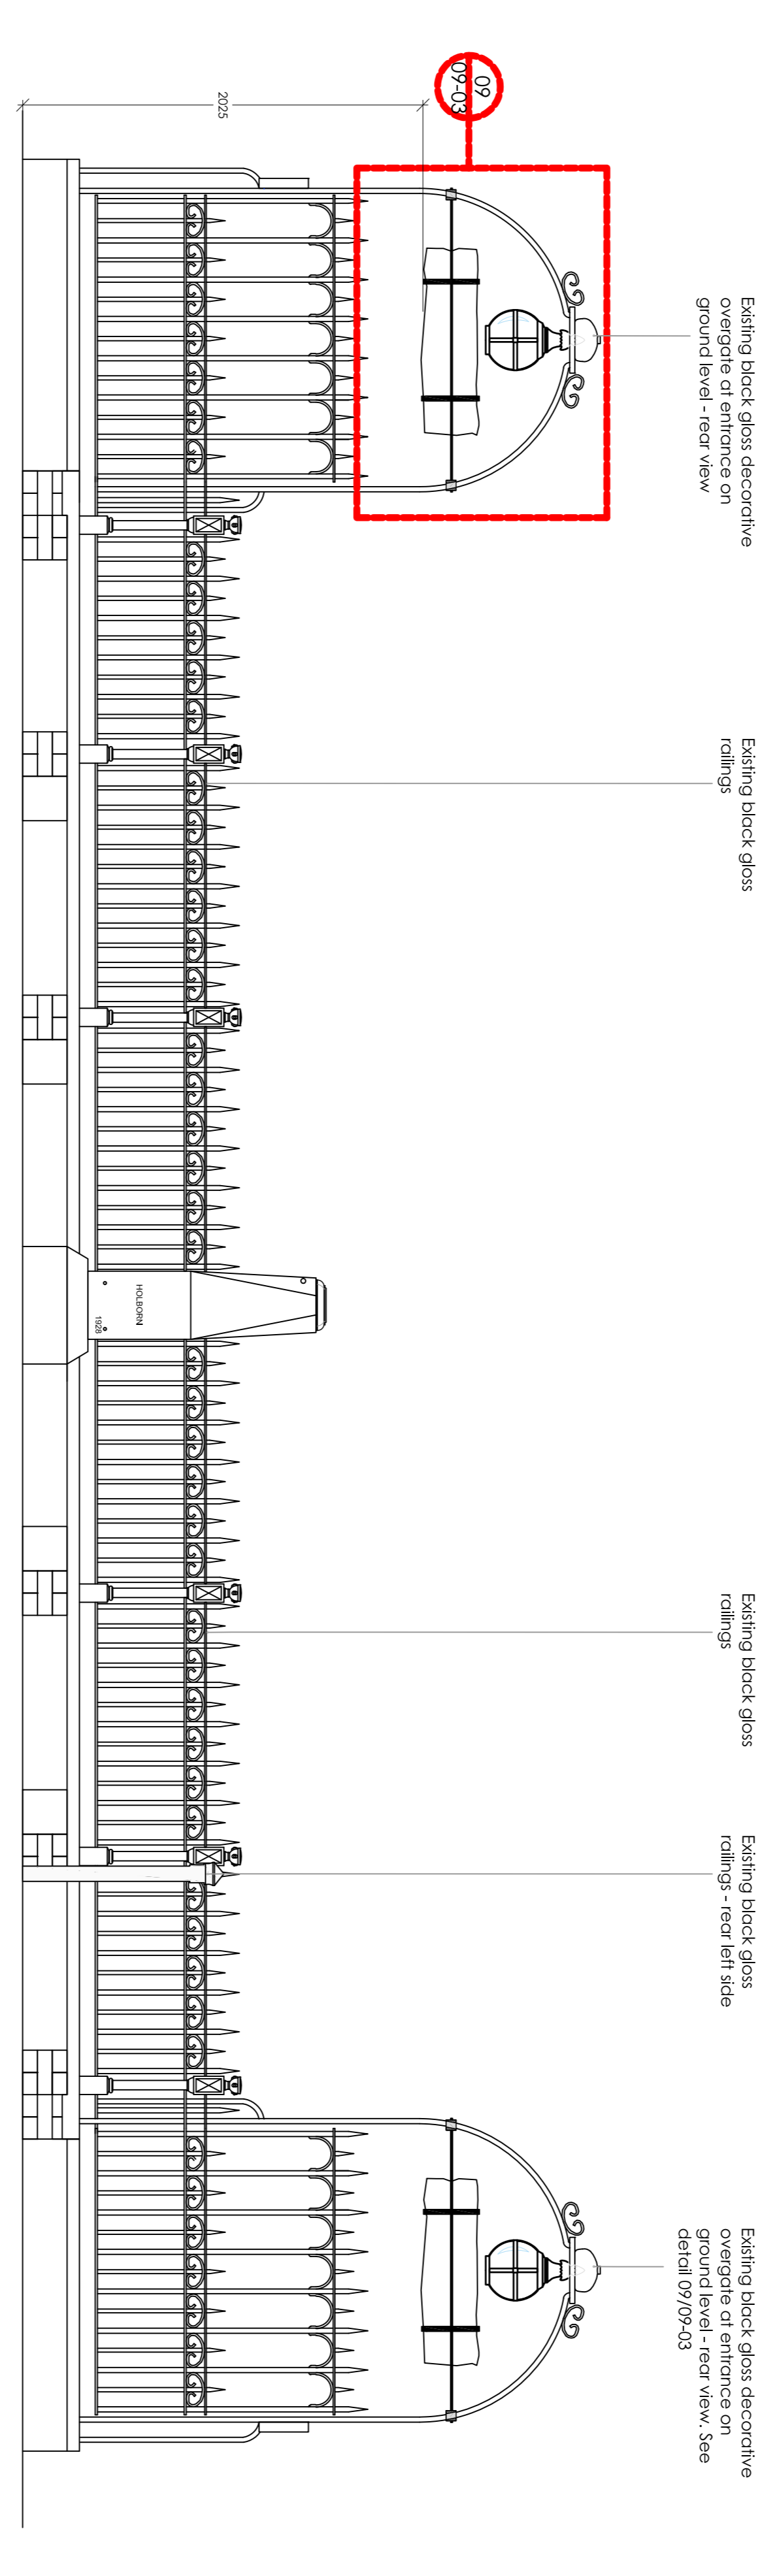 2025
09
09-03
Existing black gloss decorative
overgate at entrance on
ground level - rear view
Existing black gloss
railings
HOLBORN
1928
Existing black gloss
railings
Existing black gloss
railings - rear left side
Existing black gloss decorative
overgate at entrance on
ground level - rear view. See
detail 09/09-03